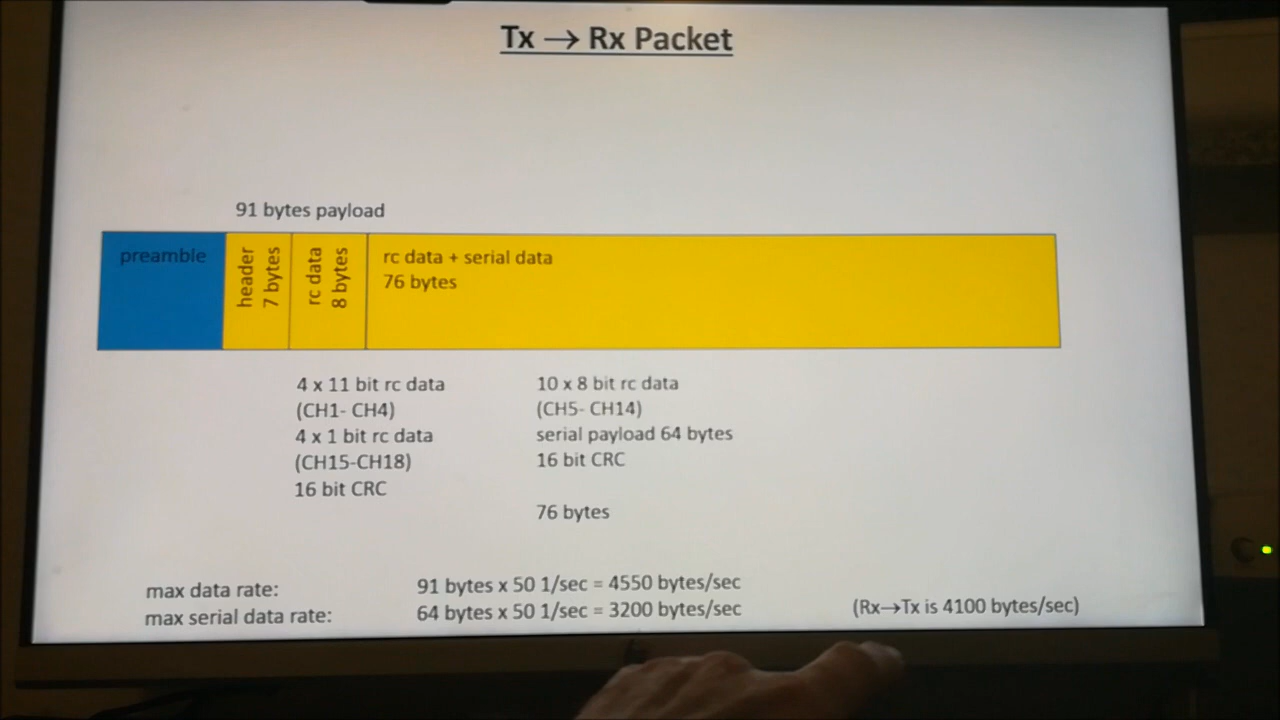 Tx → Rx Packet
91 bytes payload
preamble
header
7 bytes
rc data
8 bytes
rc data + serial data
76 bytes
4 x 11 bit rc data
(CH1- CH4)
4 x 1 bit rc data
(CH15-CH18)
16 bit CRC
10 x 8 bit rc data
(CH5- CH14)
serial payload 64 bytes
16 bit CRC
76 bytes
max data rate: 91 bytes x 50 1/sec = 4550 bytes/sec
max serial data rate: 64 bytes x 50 1/sec = 3200 bytes/sec (Rx→Tx is 4100 bytes/sec)